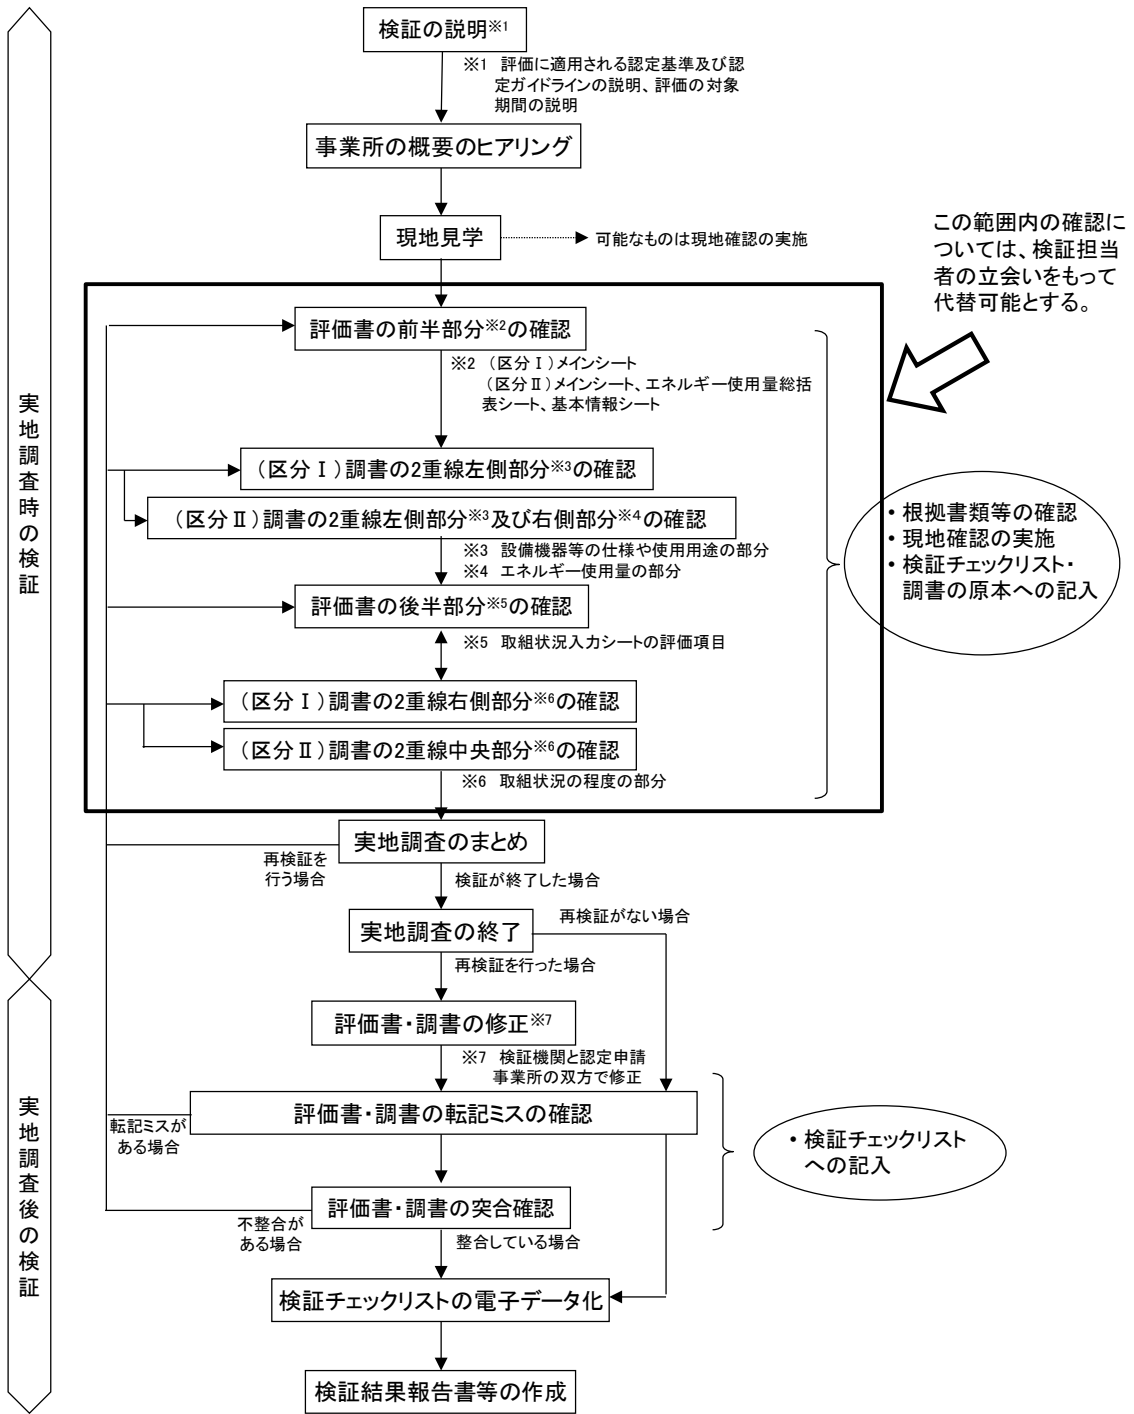 検証の説明※1
※1 評価に適用される認定基準及び認
定ガイドラインの説明、評価の対象
期間の説明
事業所の概要のヒアリング
現地見学
可能なものは現地確認の実施
この範囲内の確認に
ついては、検証担当
者の立会いをもって
代替可能とする。
評価書の前半部分※2の確認
※2 (区分Ⅰ)メインシート
(区分Ⅱ)メインシート、エネルギー使用量総括
表シート、基本情報シート
(区分Ⅰ)調書の2重線左側部分※3の確認
(区分Ⅱ)調書の2重線左側部分※3及び右側部分※4の確認
※3 設備機器等の仕様や使用用途の部分
※4 エネルギー使用量の部分
評価書の後半部分※5の確認
※5 取組状況入力シートの評価項目
(区分Ⅰ)調書の2重線右側部分※6の確認
(区分Ⅱ)調書の2重線中央部分※6の確認
※6 取組状況の程度の部分
・根拠書類等の確認
・現地確認の実施
・検証チェックリスト・
調書の原本への記入
実地調査時の検証
実地調査のまとめ
再検証を
行う場合
検証が終了した場合
実地調査の終了
再検証がない場合
再検証を行った場合
評価書・調書の修正※7
※7 検証機関と認定申請
事業所の双方で修正
評価書・調書の転記ミスの確認
転記ミスが
ある場合
・検証チェックリスト
への記入
評価書・調書の突合確認
不整合が
ある場合
整合している場合
実地調査後の検証
検証チェックリストの電子データ化
検証結果報告書等の作成